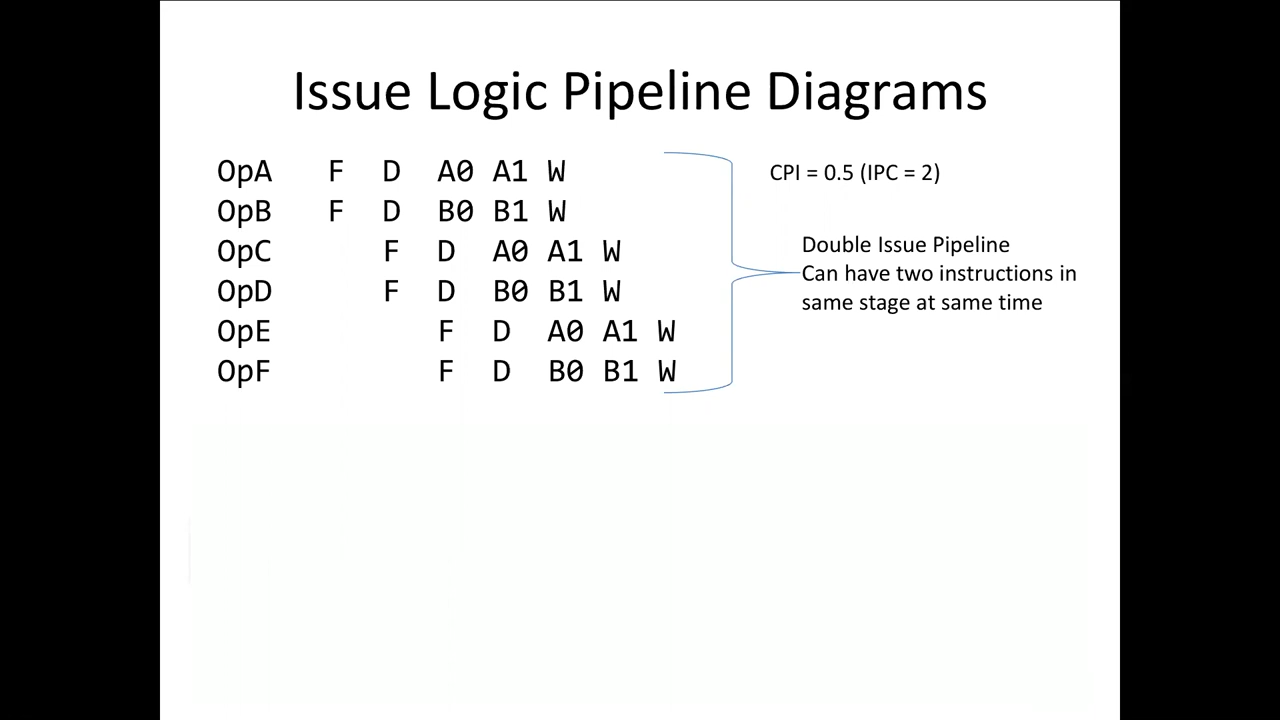 Issue Logic Pipeline Diagrams
OpA F D A0 A1 W
OpB F D B0 B1 W
OpC F D A0 A1 W
OpD F D B0 B1 W
OpE F D A0 A1 W
OpF F D B0 B1 W
CPI = 0.5 (IPC = 2)
Double Issue Pipeline
Can have two instructions in
same stage at same time